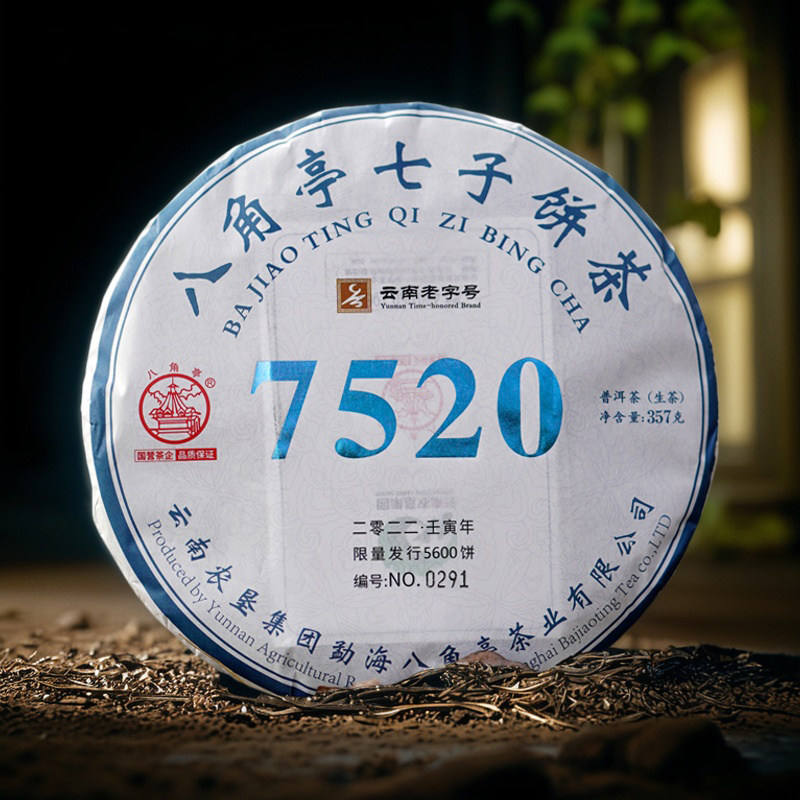 八角亭七子饼茶
BA JIAO TING QI ZI BING CHA
云南老字号
Yunnan Time-honored Brand
7520
八角亭®
国营茶企 品质保证
普洱茶（生茶）
净含量:357克
二零二二·壬寅年
限量发行5600饼
编号:NO.0291
云南农垦集团勐海八角亭茶业有限公司
Produced by Yunnan Agricultural R
ghai Bajiaoting Tea co.,LTD